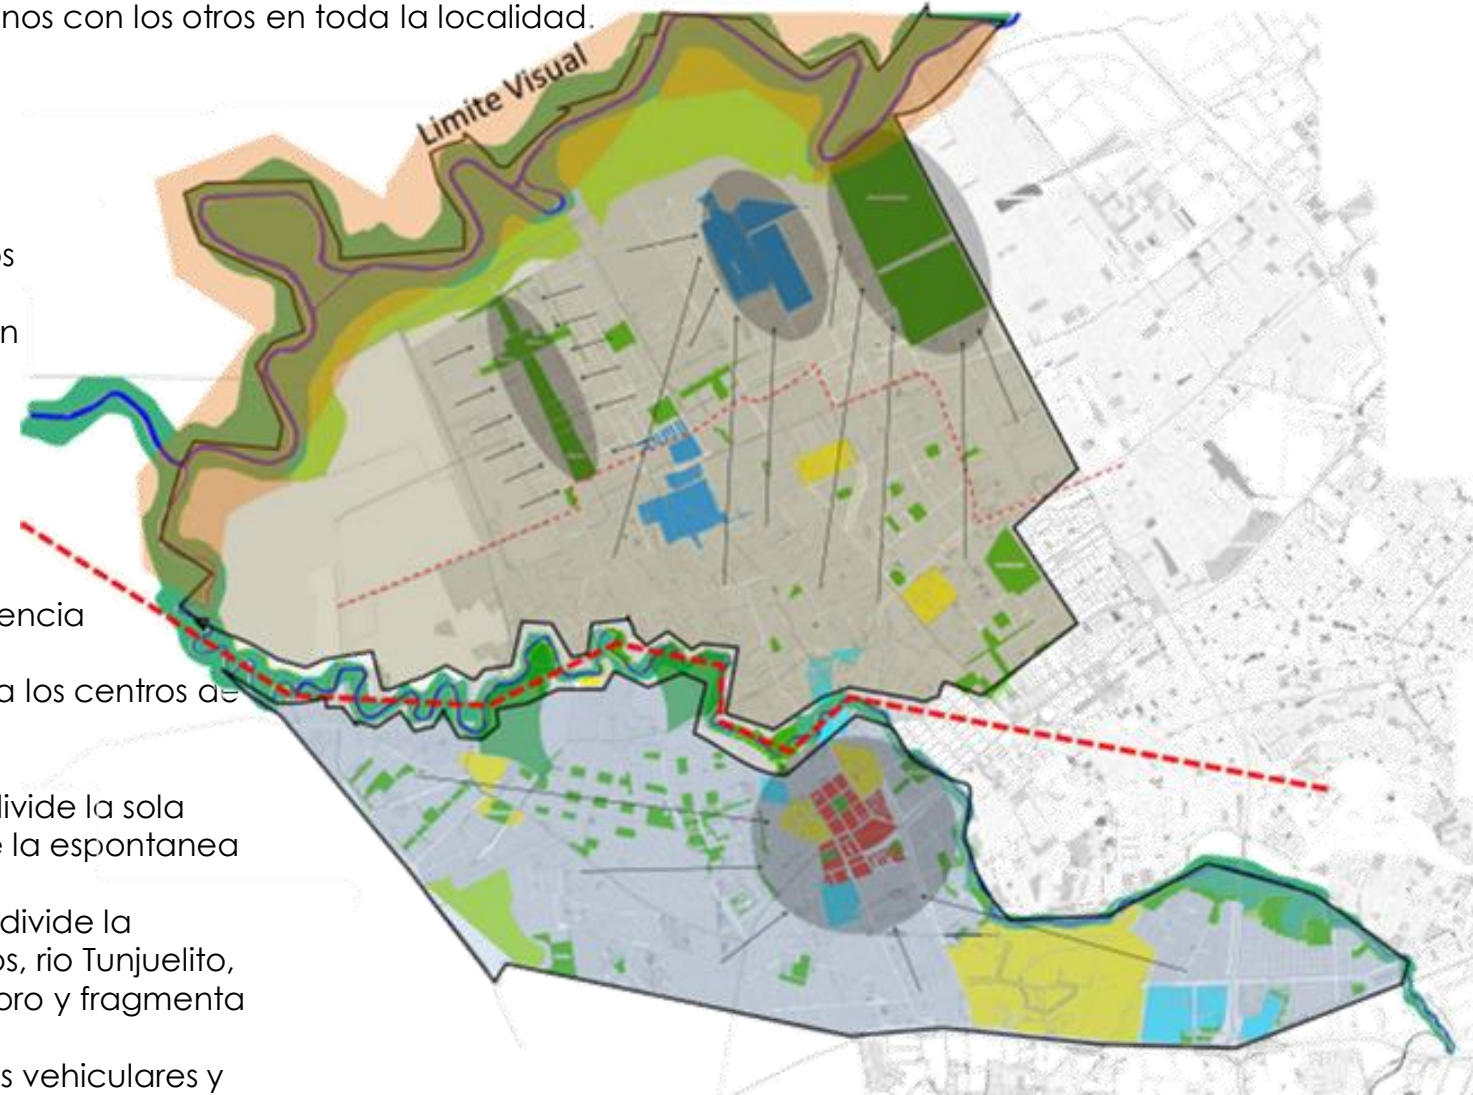 nos con los otros en toda la localidad.
Limite Visual
os
n
encia
a los centros de
divide la sola
e la espontanea
divide la
os, rio Tunjuelito,
oro y fragmenta
s vehiculares y